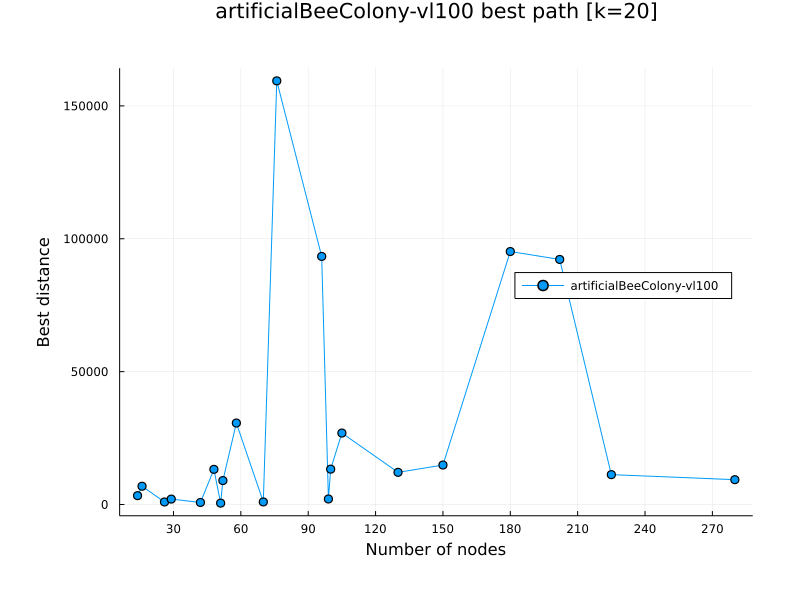 artificialBeeColony-vl100 best path [k=20]
150000
100000
50000
0
Best distance
artificialBeeColony-vl100
30 60 90 120 150 180 210 240 270
Number of nodes